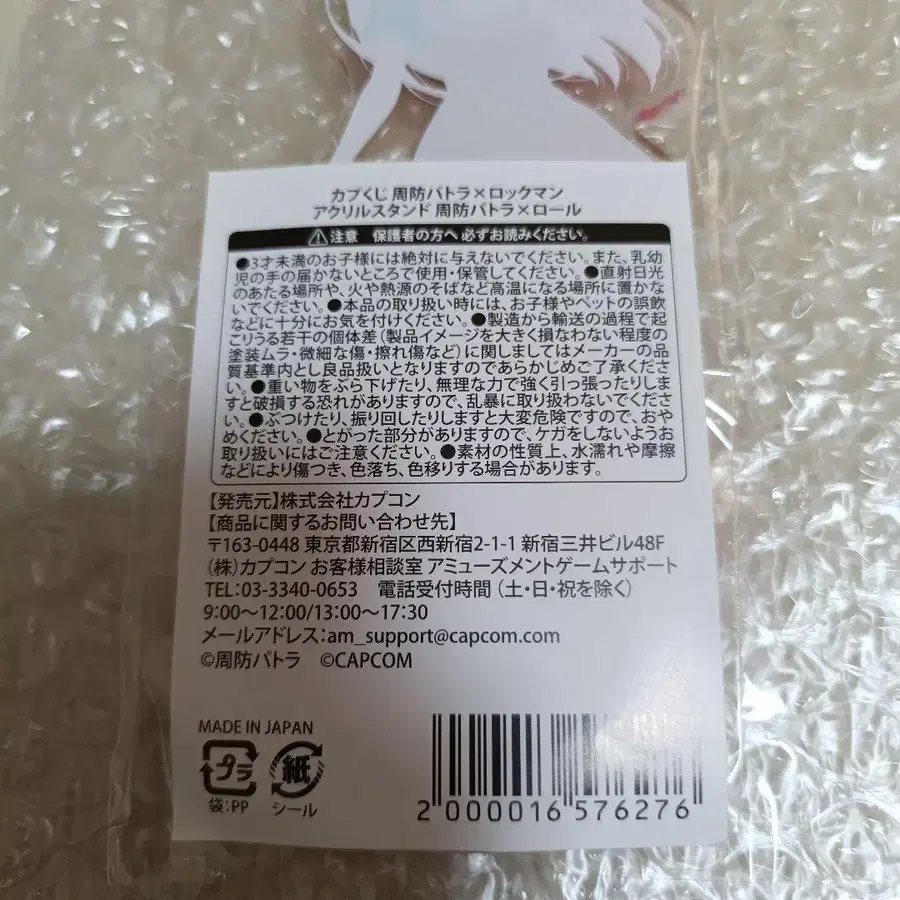 カプくじ 周防パトラ×ロックマン
アクリルスタンド 周防パトラ×ロール
注意 保護者の方へ 必ずお読みください。
●3才未満のお子様には絶対に与えないでください。また、乳幼
児の手の届かないところで使用・保管してください。●直射日光
のあたる場所や、火や熱源のそばなど高温になる場所に置かな
いでください。●本品の取り扱い時には、お子様やペットの誤飲
などに十分にお気を付けください。●製造から輸送の過程で起
こりうる若干の個体差(製品イメージを大きく損なわない程度の
塗装ムラ・微細な傷・擦れ傷など)に関しましてはメーカーの品
質基準内とし良品扱いとなりますのであらかじめご了承くださ
い。●重い物をぶら下げたり、無理な力で強く引っ張ったりしま
すと破損する恐れがありますので、乱暴に取り扱わないでくださ
い。●ぶつけたり、振り回したりしますと大変危険ですので、おや
めください。●とがった部分がありますので、ケガをしないようお
取り扱いにはご注意ください。●素材の性質上、水濡れや摩擦
などにより傷つき、色落ち、色移りする場合があります。
【発売元】株式会社カプコン
【商品に関するお問い合わせ先】
〒163-0448 東京都新宿区西新宿2-1-1 新宿三井ビル48F
(株)カプコン お客様相談室 アミューズメントゲームサポート
TEL:03-3340-0653 電話受付時間 (土・日・祝を除く)
9:00~12:00/13:00~17:30
メールアドレス:am_support@capcom.com
©周防パトラ ©CAPCOM
MADE IN JAPAN
プラ 紙
袋:PP シール
2 000016 576276